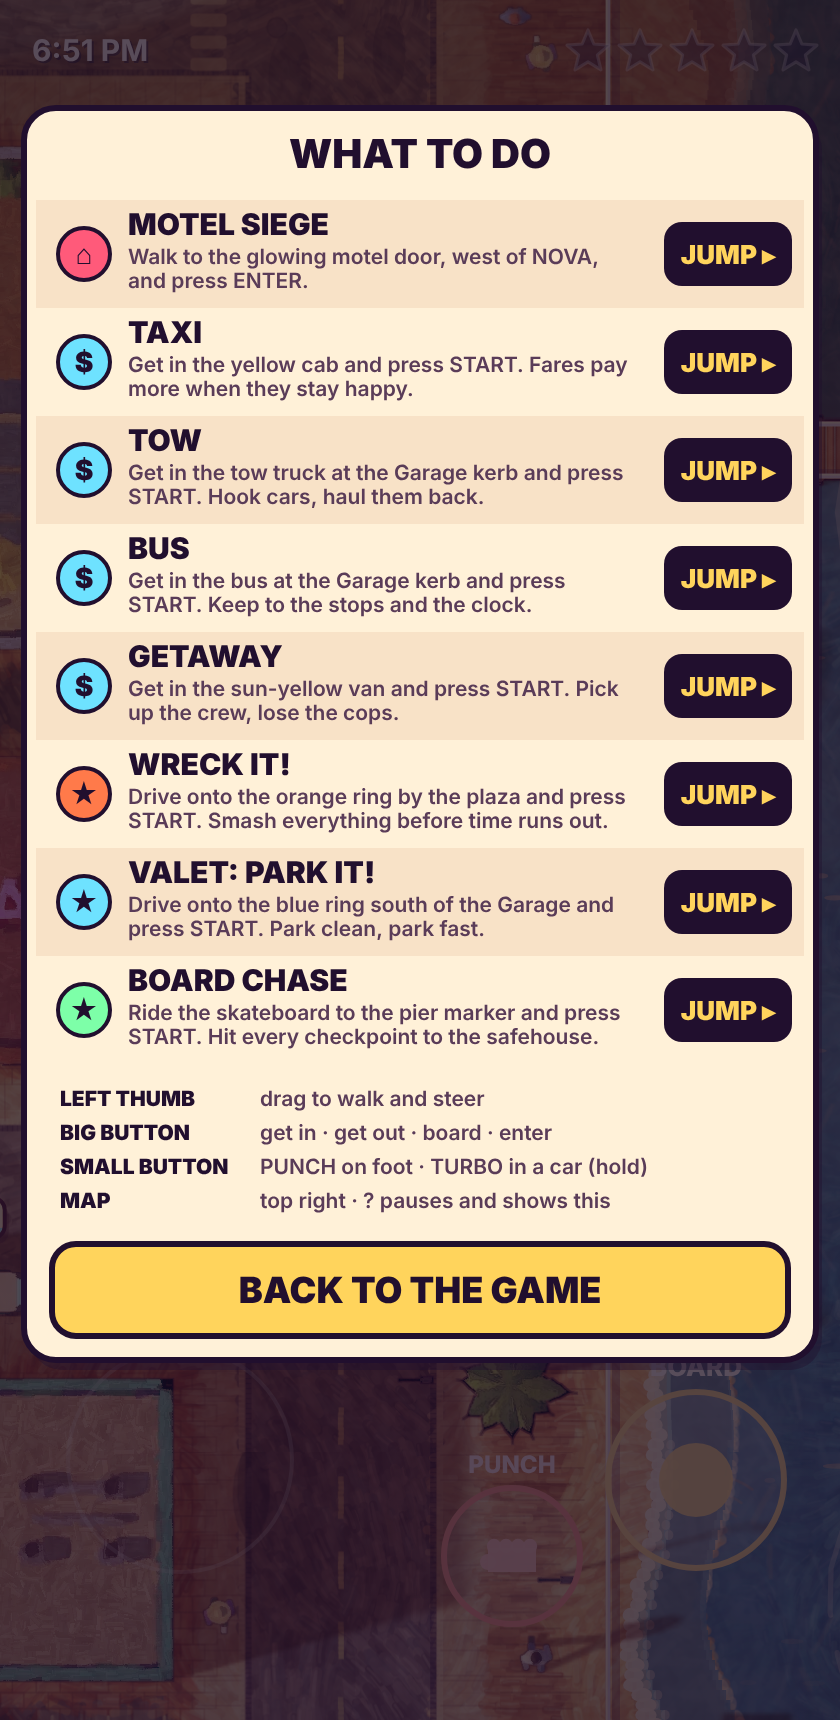 6:51 PM
WHAT TO DO
MOTEL SIEGE
Walk to the glowing motel door, west of NOVA,
and press ENTER.
JUMP ▸
TAXI
Get in the yellow cab and press START. Fares pay
more when they stay happy.
JUMP ▸
TOW
Get in the tow truck at the Garage kerb and press
START. Hook cars, haul them back.
JUMP ▸
BUS
Get in the bus at the Garage kerb and press
START. Keep to the stops and the clock.
JUMP ▸
GETAWAY
Get in the sun-yellow van and press START. Pick
up the crew, lose the cops.
JUMP ▸
WRECK IT!
Drive onto the orange ring by the plaza and press
START. Smash everything before time runs out.
JUMP ▸
VALET: PARK IT!
Drive onto the blue ring south of the Garage and
press START. Park clean, park fast.
JUMP ▸
BOARD CHASE
Ride the skateboard to the pier marker and press
START. Hit every checkpoint to the safehouse.
JUMP ▸
LEFT THUMB drag to walk and steer
BIG BUTTON get in · get out · board · enter
SMALL BUTTON PUNCH on foot · TURBO in a car (hold)
MAP top right · ? pauses and shows this
BACK TO THE GAME
BOARD
PUNCH